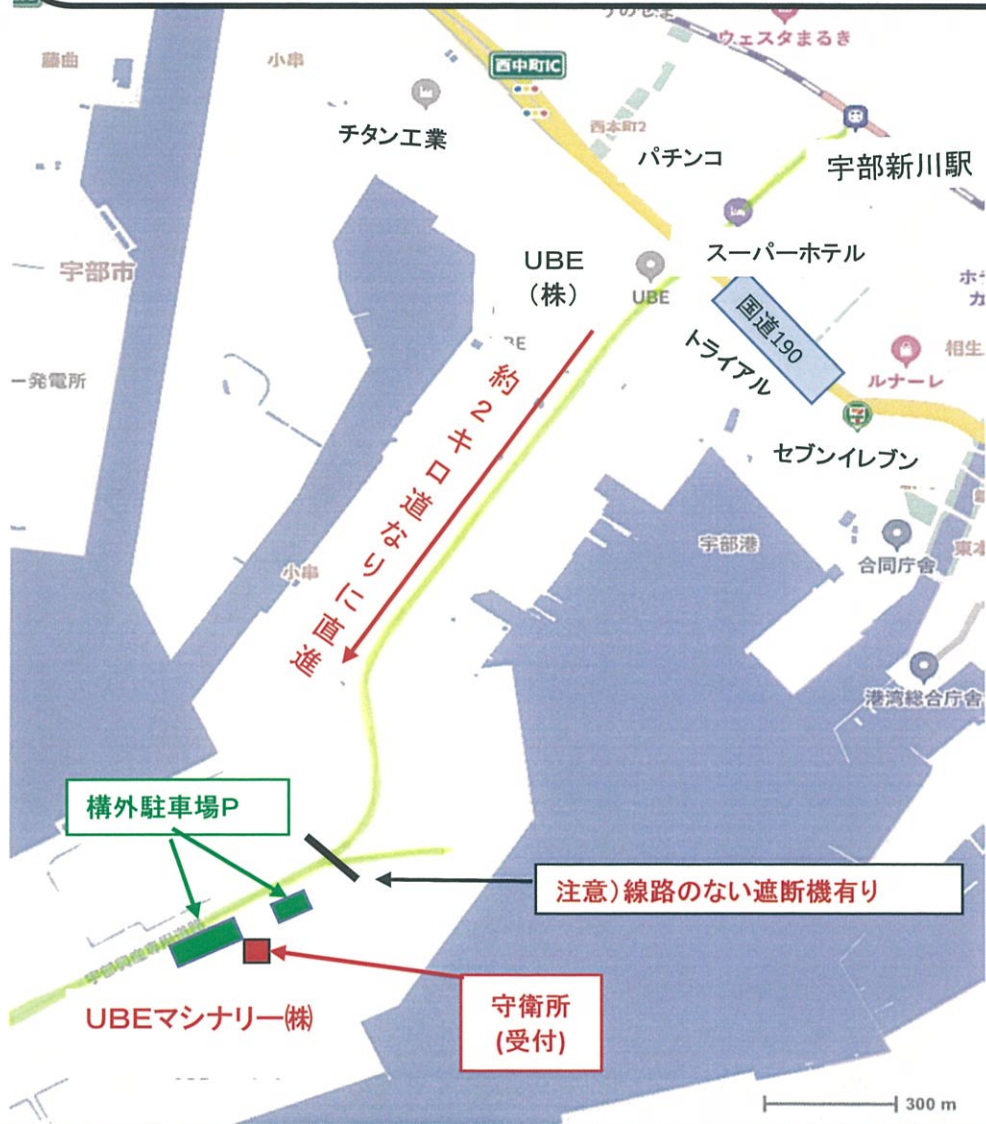 ウェスタまるき
藤曲
小串
西中町IC
チタン工業
西本町2
パチンコ
宇部新川駅
UBE
(株)
UBE
スーパーホテル
宇部市
国道190
トライアル
相生
ルナーレ
発電所
セブンイレブン
約2キロ道なりに直進
宇部港
合同庁舎
小串
港湾総合庁舎
構外駐車場P
注意)線路のない遮断機有り
守衛所
(受付)
UBEマシナリー㈱
300 m